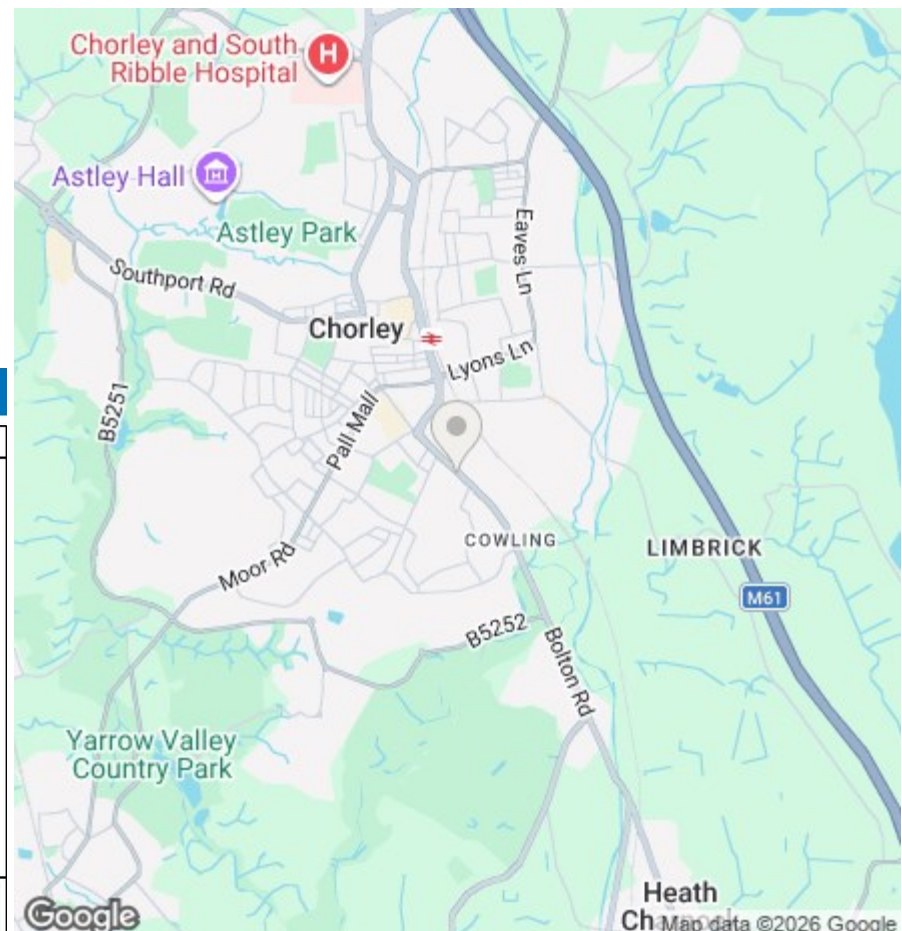 Chorley and South
Ribble Hospital
H
Astley Hall
Astley Park
Eaves Ln
Southport Rd
Chorley
Lyons Ln
B5251
Pall Mall
COWLING
LIMBRICK
Moor Rd
M61
B5252
Bolton Rd
Yarrow Valley
Country Park
Heath
Google
Map data ©2026 Google